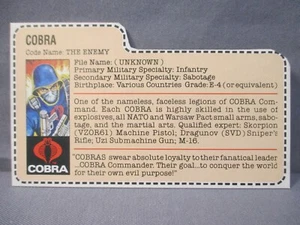 COBRA
Code Name: THE ENEMY
File Name: (UNKNOWN)
Primary Military Specialty: Infantry
Secondary Military Specialty: Sabotage
Birthplace: Various Countries Grade: E-4 (or equivalent)
One of the nameless, faceless legions of COBRA Com-
mand. Each COBRA is highly skilled in the use of
explosives, all NATO and Warsaw Pact small arms, sabo-
tage, and the martial arts. Qualified expert: Skorpion
(VZOR61) Machine Pistol; Dragunov (SVD) Sniper's
Rifle; Uzi Submachine Gun; M-16.
COBRA
"COBRAS swear absolute loyalty to their fanatical leader
...COBRA Commander. Their goal...to conquer the world
for their own evil purpose!"